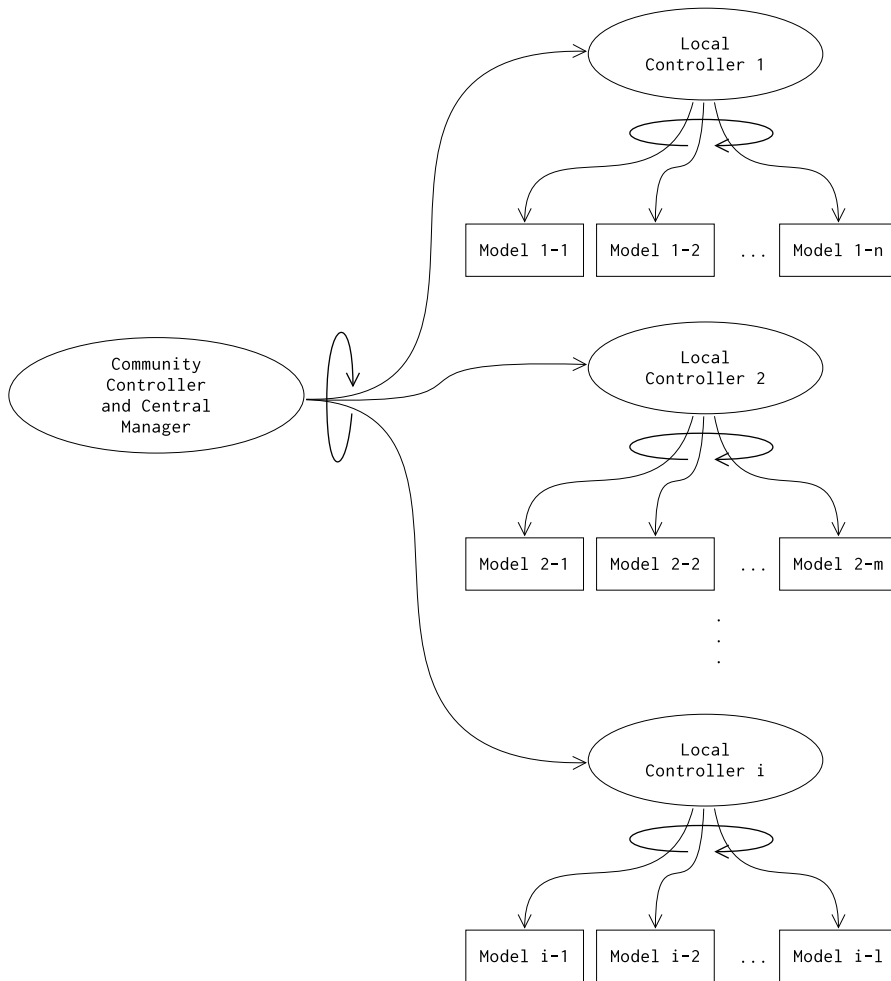 Local
Controller 1
Model 1-1
Model 1-2
...
Model 1-n
Community
Controller
and Central
Manager
Local
Controller 2
Model 2-1
Model 2-2
...
Model 2-m
.
.
.
Local
Controller i
Model i-1
Model i-2
...
Model i-l